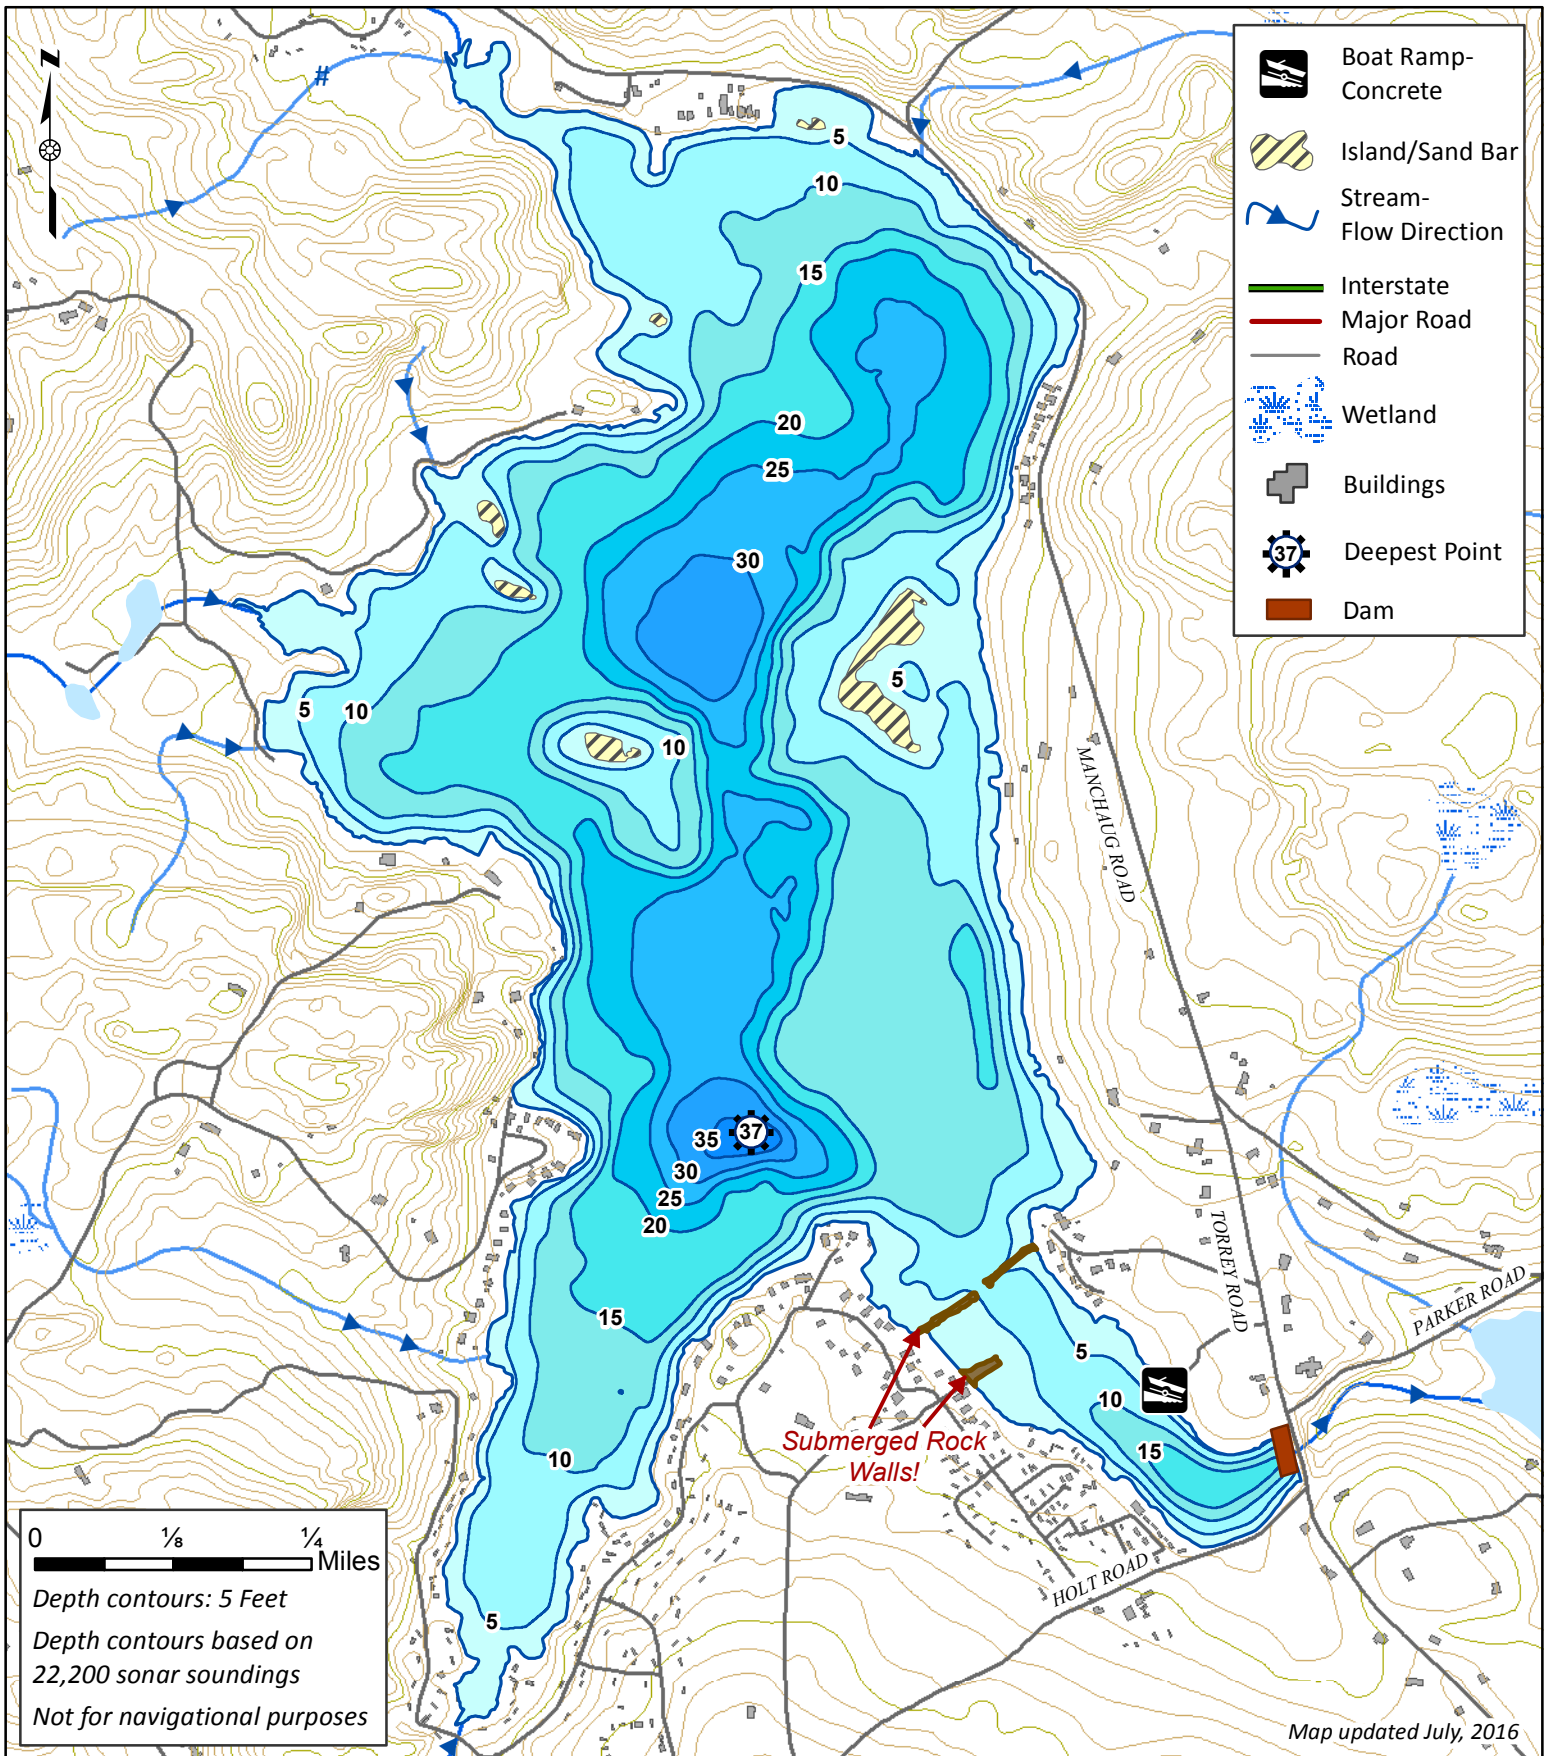 N
#
5
10
15
20
25
30
5
5
10
10
35
37
30
25
20
15
10
5
5
10
15
MANCHAUG ROAD
TORREY ROAD
PARKER ROAD
HOLT ROAD
Submerged Rock
Walls!
Boat Ramp-
Concrete
Island/Sand Bar
Stream-
Flow Direction
Interstate
Major Road
Road
Wetland
Buildings
37
Deepest Point
Dam
0 ⅛ ¼
Miles
Depth contours: 5 Feet
Depth contours based on
22,200 sonar soundings
Not for navigational purposes
Map updated July, 2016